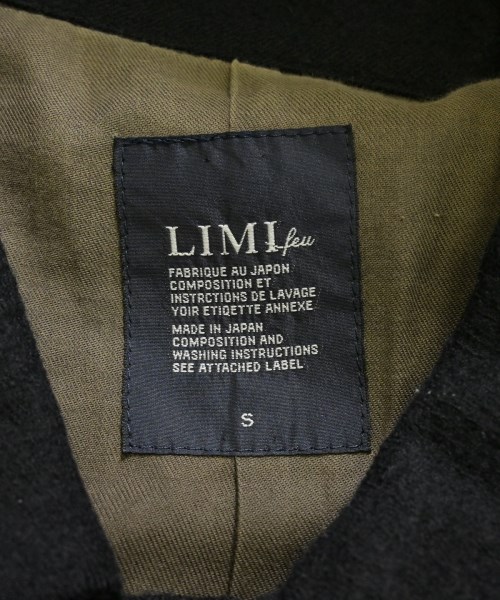 LIMI feu
FABRIQUE AU JAPON
COMPOSITION ET
INSTRCTIONS DE LAVAGE
YOIR ETIQETTE ANNEXE
MADE IN JAPAN
COMPOSITION AND
WASHING INSTRUCTIONS
SEE ATTACHED LABEL
S